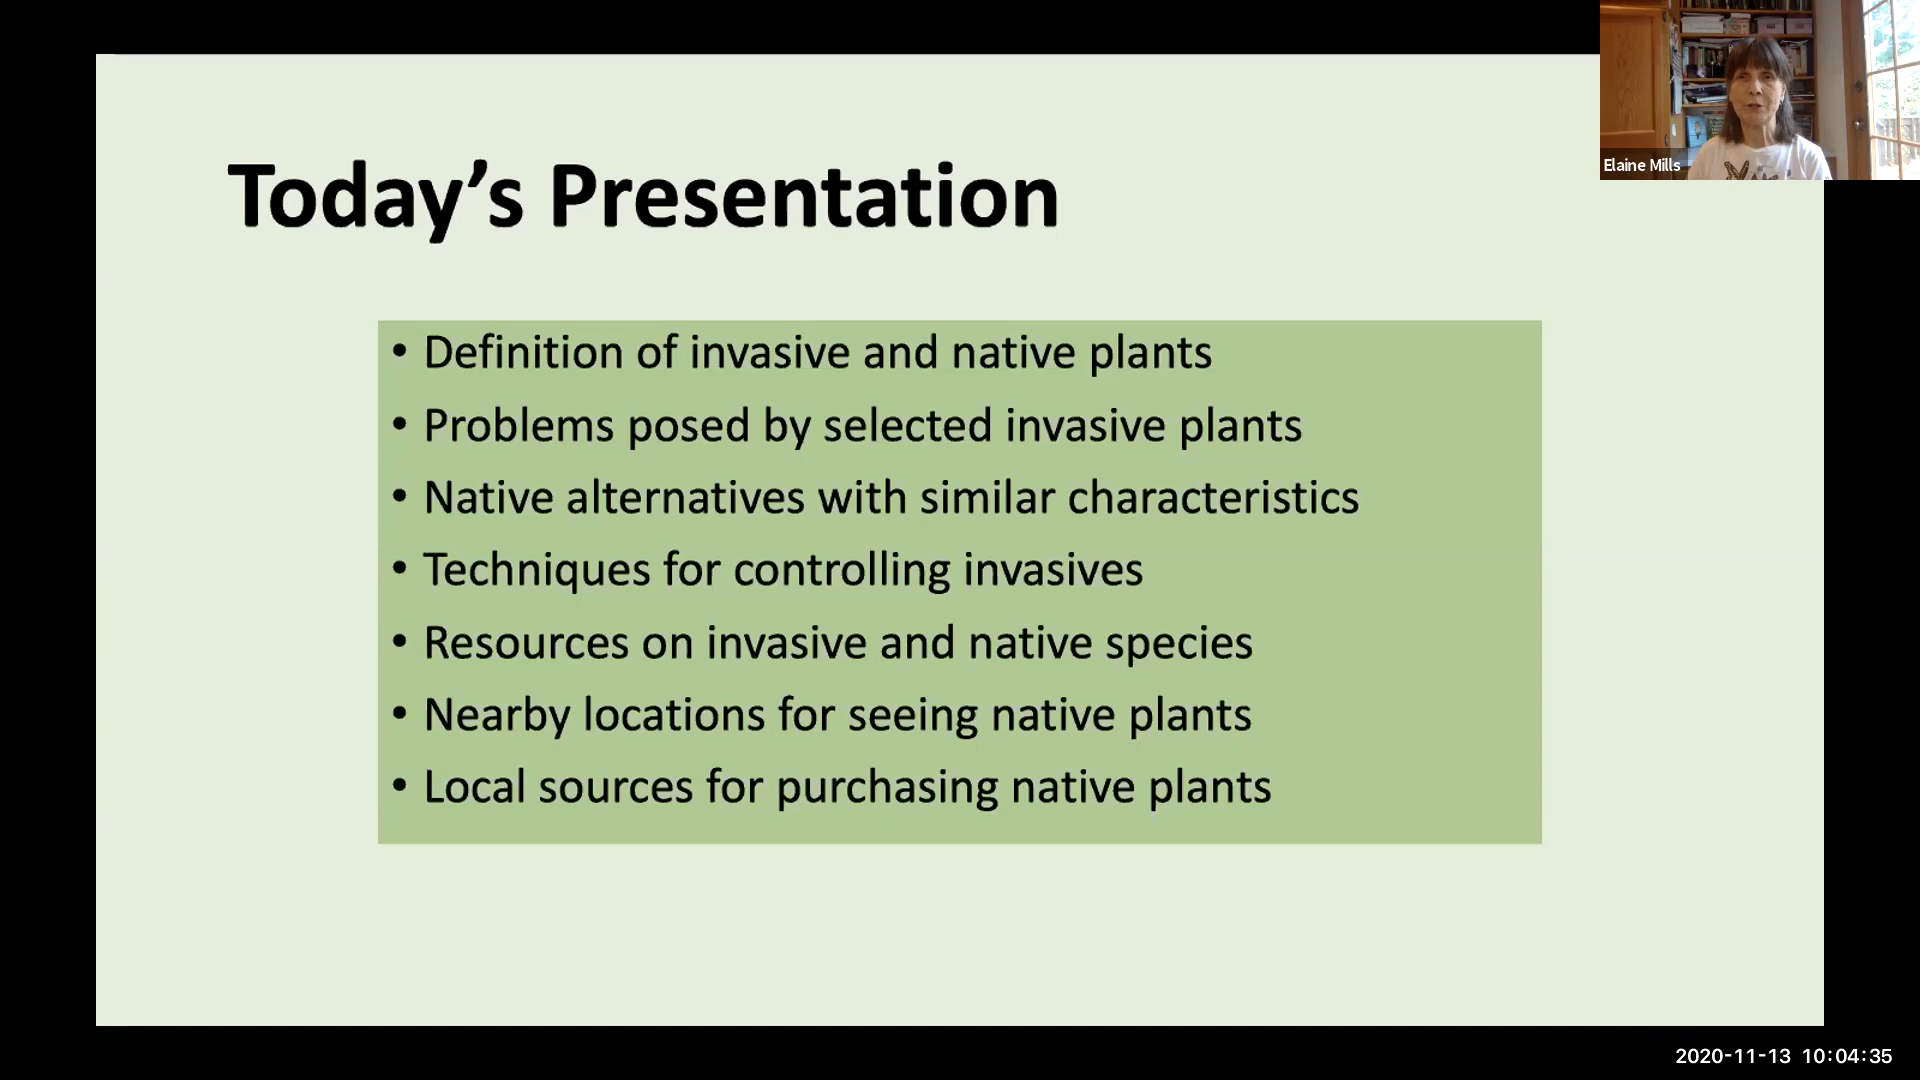 Elaine Mills
Today’s Presentation
• Definition of invasive and native plants
• Problems posed by selected invasive plants
• Native alternatives with similar characteristics
• Techniques for controlling invasives
• Resources on invasive and native species
• Nearby locations for seeing native plants
• Local sources for purchasing native plants
2020-11-13 10:04:35